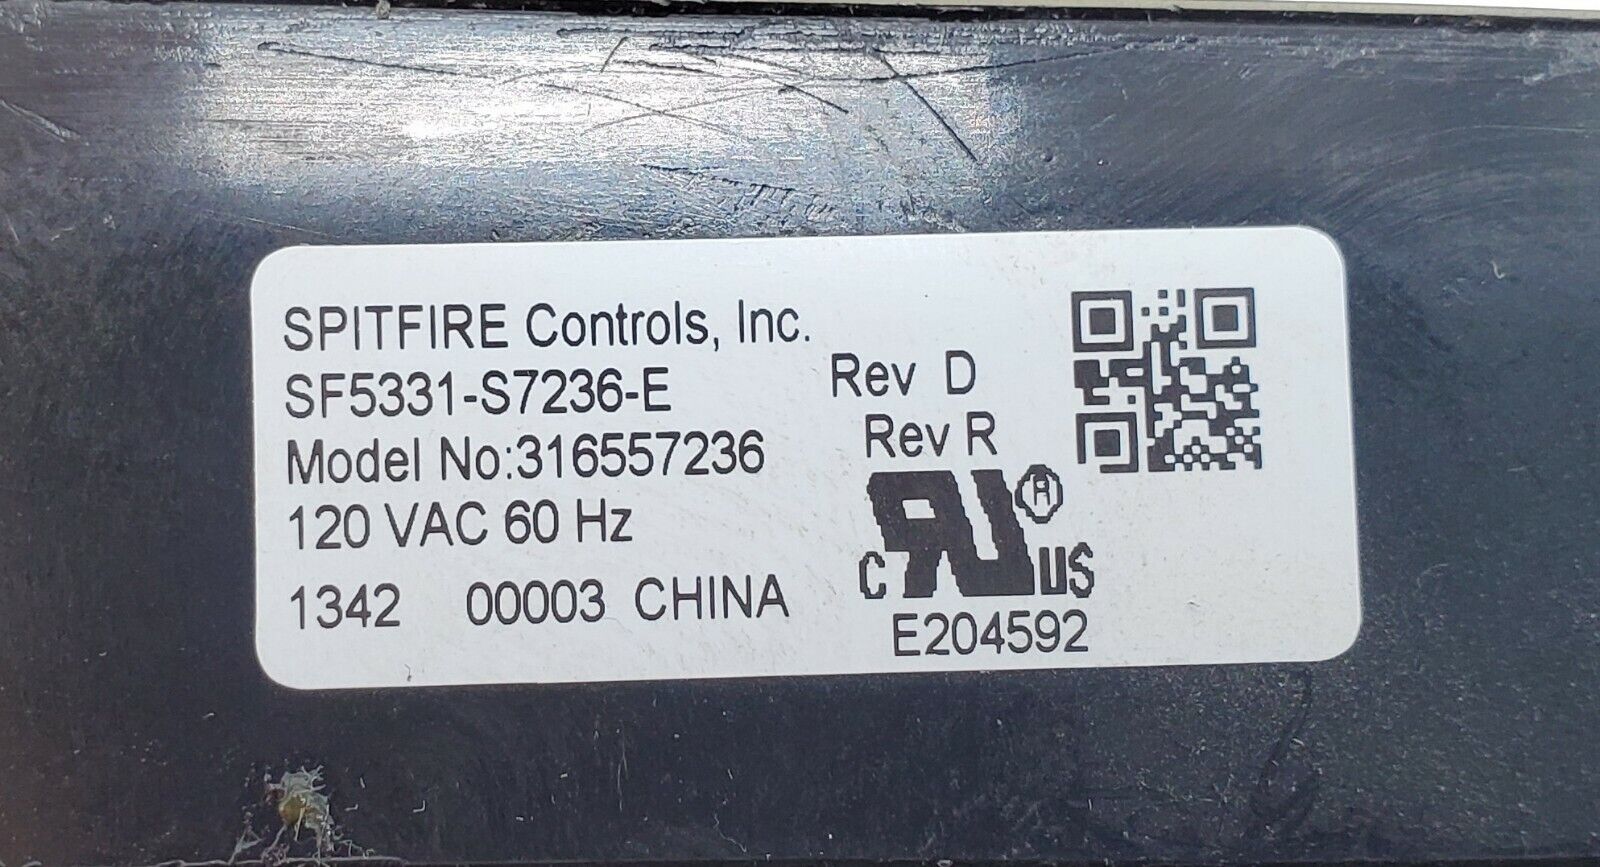 SPITFIRE Controls, Inc.
SF5331-S7236-E Rev D
Model No:316557236 Rev R
120 VAC 60 Hz
c RU ® US
1342 00003 CHINA
E204592